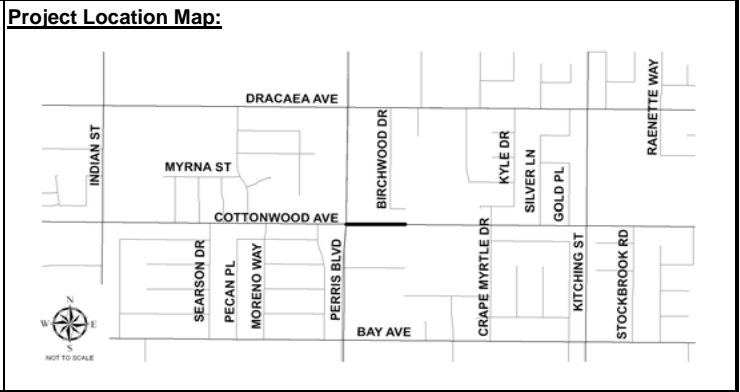 Project Location Map:
DRACAEA AVE
INDIAN ST
MYRNA ST
BIRCHWOOD DR
KYLE DR
SILVER LN
GOLD PL
RAENETTE WAY
COTTONWOOD AVE
SEARSON DR
PECAN PL
MORENO WAY
PERRIS BLVD
CRAPE MYRTLE DR
KITCHING ST
STOCKBROOK RD
BAY AVE
N
W
E
S
NOT TO SCALE